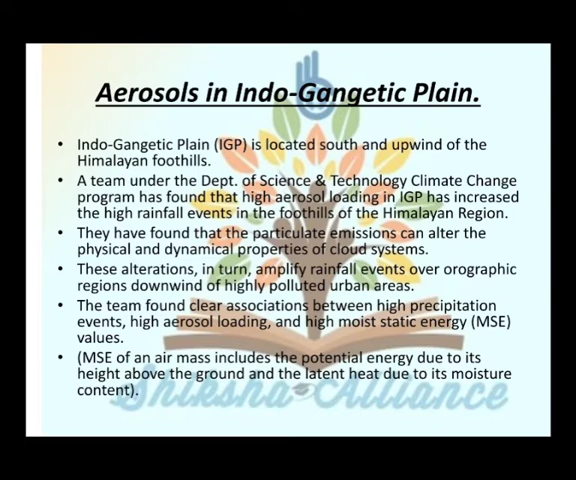 Aerosols in Indo-Gangetic Plain.
• Indo-Gangetic Plain (IGP) is located south and upwind of the
Himalayan foothills.
• A team under the Dept. of Science & Technology Climate Change
program has found that high aerosol loading in IGP has increased
the high rainfall events in the foothills of the Himalayan Region.
• They have found that the particulate emissions can alter the
physical and dynamical properties of cloud systems.
• These alterations, in turn, amplify rainfall events over orographic
regions downwind of highly polluted urban areas.
• The team found clear associations between high precipitation
events, high aerosol loading, and high moist static energy (MSE)
values.
• (MSE of an air mass includes the potential energy due to its
height above the ground and the latent heat due to its moisture
content).
Shiksha Alliance